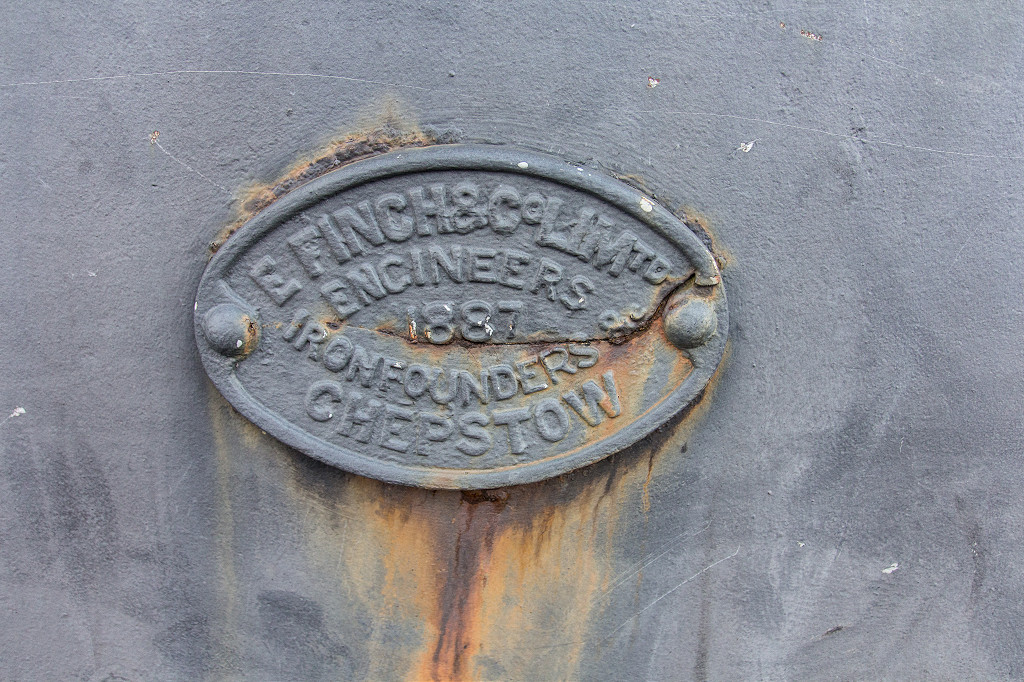 E FINCH & Co LIMTD
ENGINEERS
1887
IRONFOUNDERS &c
CHEPSTOW